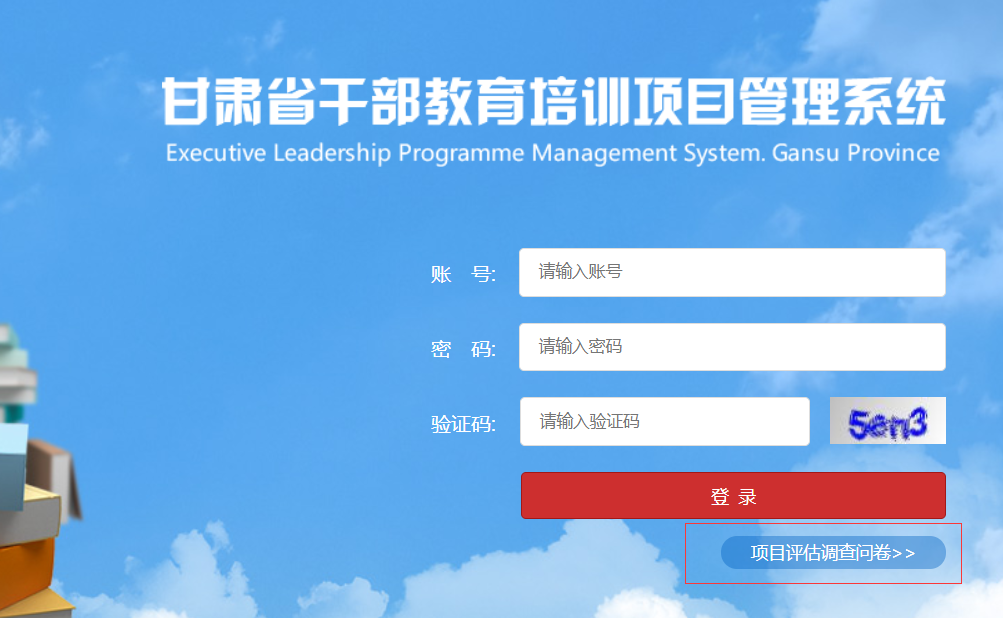 甘肃省干部教育培训项目管理系统
Executive Leadership Programme Management System. Gansu Province
账 号: 请输入账号
密 码: 请输入密码
验证码: 请输入验证码 5en3
登 录
项目评估调查问卷>>